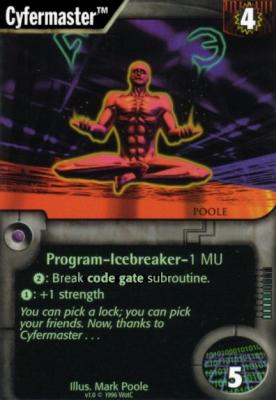 Cyfermaster™
4
POOLE
Program-Icebreaker-1 MU
2: Break code gate subroutine.
1: +1 strength
You can pick a lock; you can pick
your friends. Now, thanks to
Cyfermaster . . .
5
Illus. Mark Poole
v1.0 © 1996 WotC